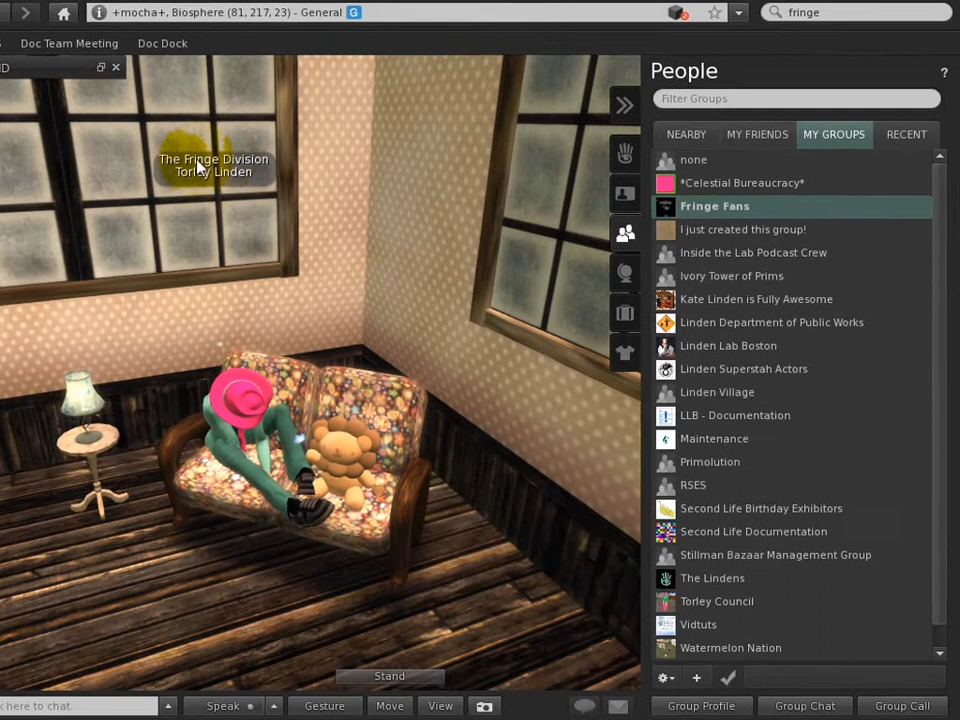 +mocha+, Biosphere (81, 217, 23) - General G
fringe
Doc Team Meeting Doc Dock
D
People
?
Filter Groups
NEARBY MY FRIENDS MY GROUPS RECENT
The Fringe Division
Torley Linden
none
*Celestial Bureaucracy*
Fringe Fans
I just created this group!
Inside the Lab Podcast Crew
Ivory Tower of Prims
Kate Linden is Fully Awesome
Linden Department of Public Works
Linden Lab Boston
Linden Superstah Actors
Linden Village
LLB - Documentation
Maintenance
Primolution
RSES
Second Life Birthday Exhibitors
Second Life Documentation
Stillman Bazaar Management Group
The Lindens
Torley Council
Vidtuts
Watermelon Nation
Stand
k here to chat.
Speak
Gesture
Move
View
Group Profile
Group Chat
Group Call